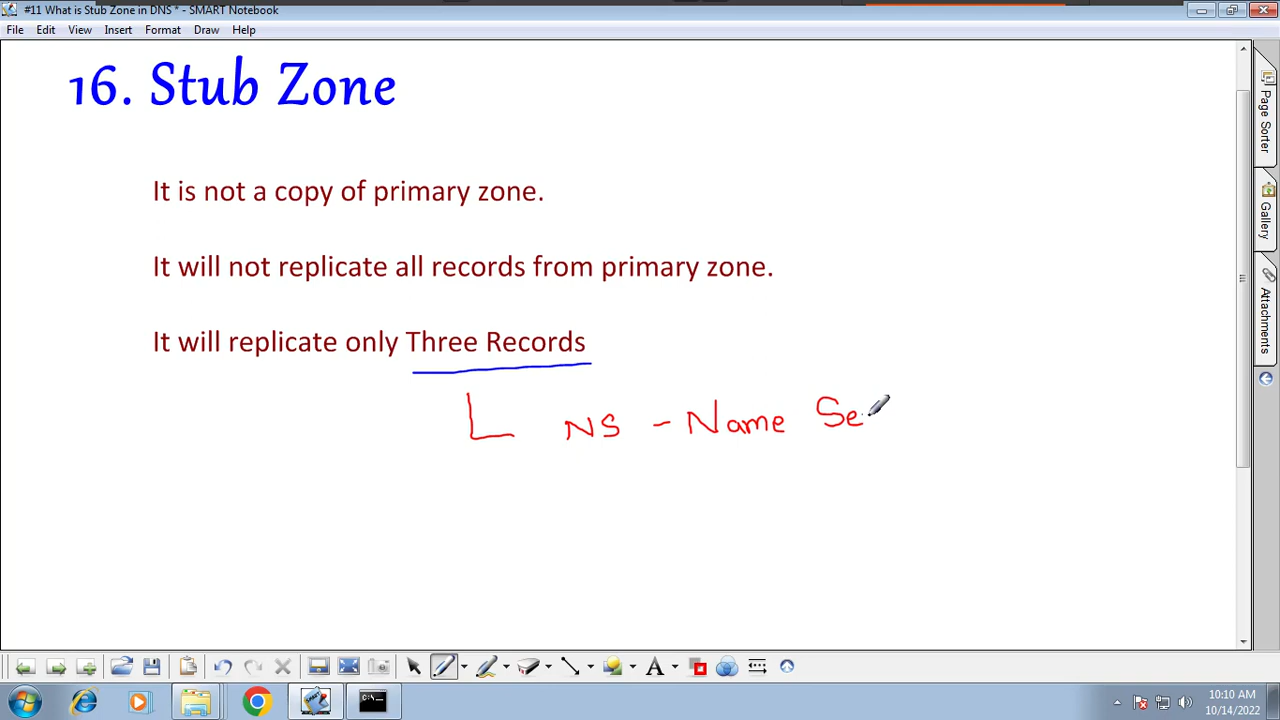 #11 What is Stub Zone in DNS * - SMART Notebook
File Edit View Insert Format Draw Help
16. Stub Zone
It is not a copy of primary zone.
It will not replicate all records from primary zone.
It will replicate only Three Records
NS - Name Se
Page Sorter
Gallery
Attachments
10:10 AM
10/14/2022